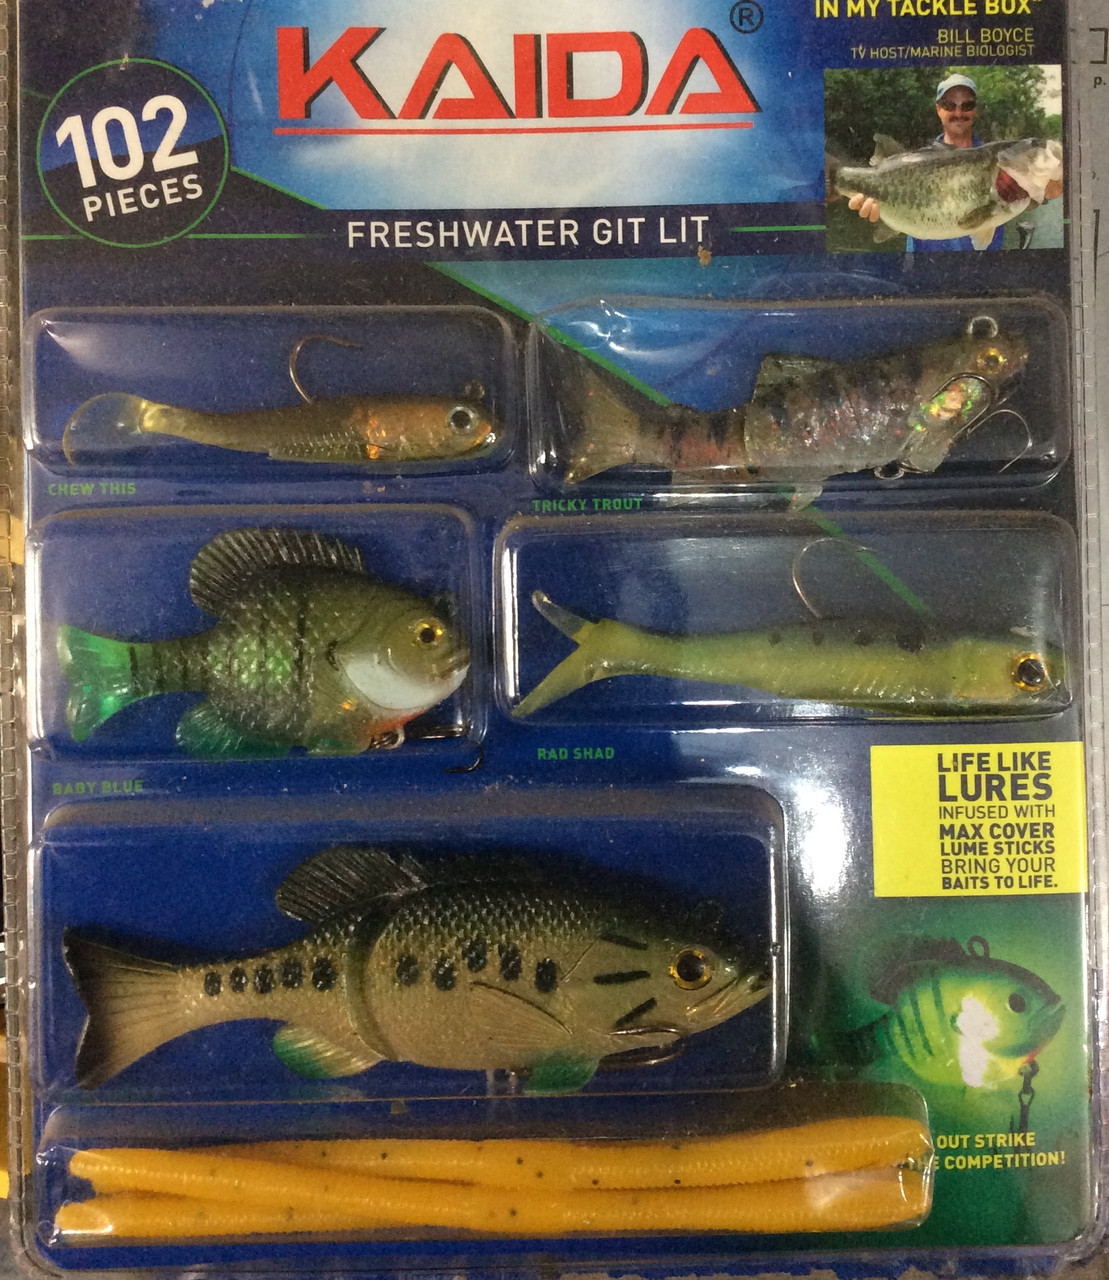 IN MY TACKLE BOX"
BILL BOYCE
TV HOST/MARINE BIOLOGIST
KAIDA®
102
PIECES
FRESHWATER GIT LIT
CHEW THIS
TRICKY TROUT
BABY BLUE
RAD SHAD
LIFE LIKE
LURES
INFUSED WITH
MAX COVER
LUME STICKS
BRING YOUR
BAITS TO LIFE.
OUT STRIKE
THE COMPETITION!
p.